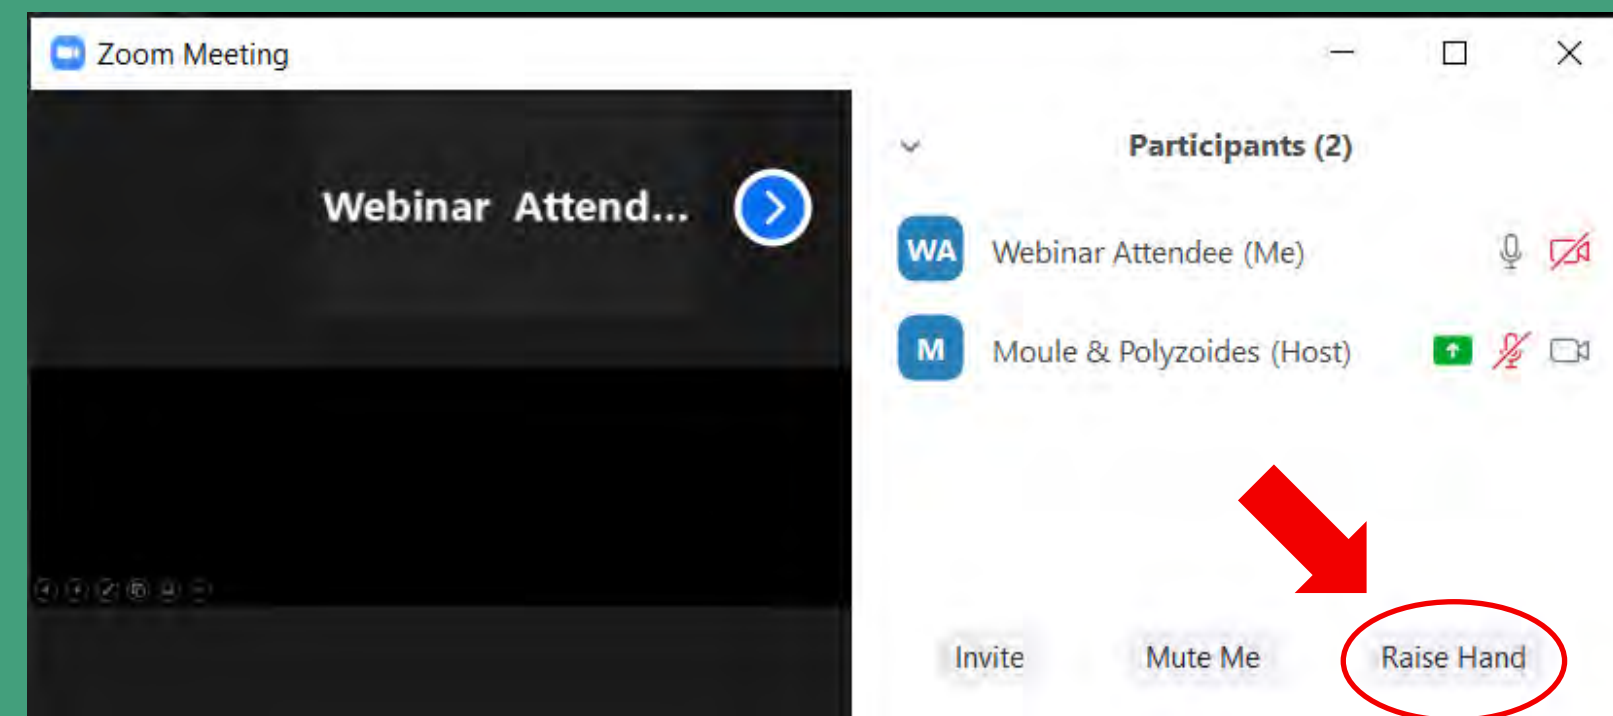 Zoom Meeting
Webinar Attend...
Participants (2)
WA Webinar Attendee (Me)
M Moule & Polyzoides (Host)
Invite Mute Me Raise Hand